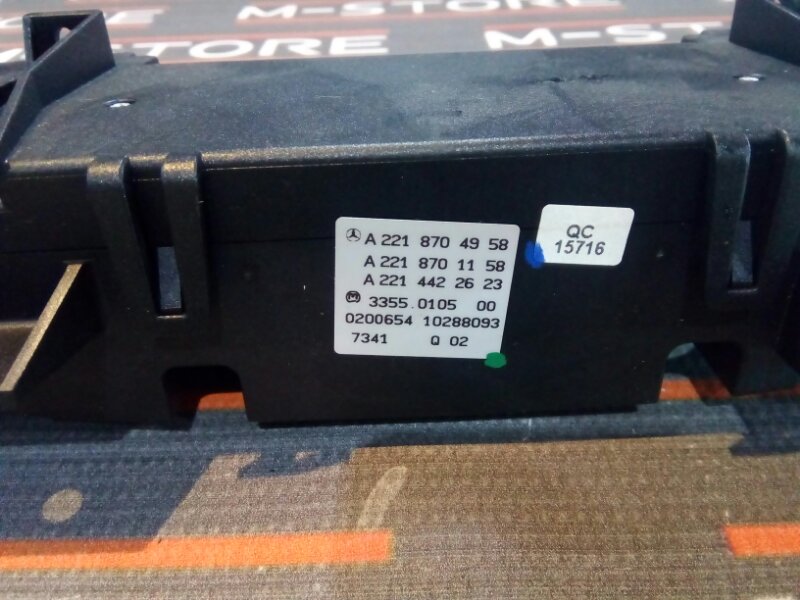 M-STORE
STORE
M-STORE
A 221 870 49 58
A 221 870 11 58
A 221 442 26 23
M 3355.0105 00
0200654 10288093
7341 Q 02
QC
15716